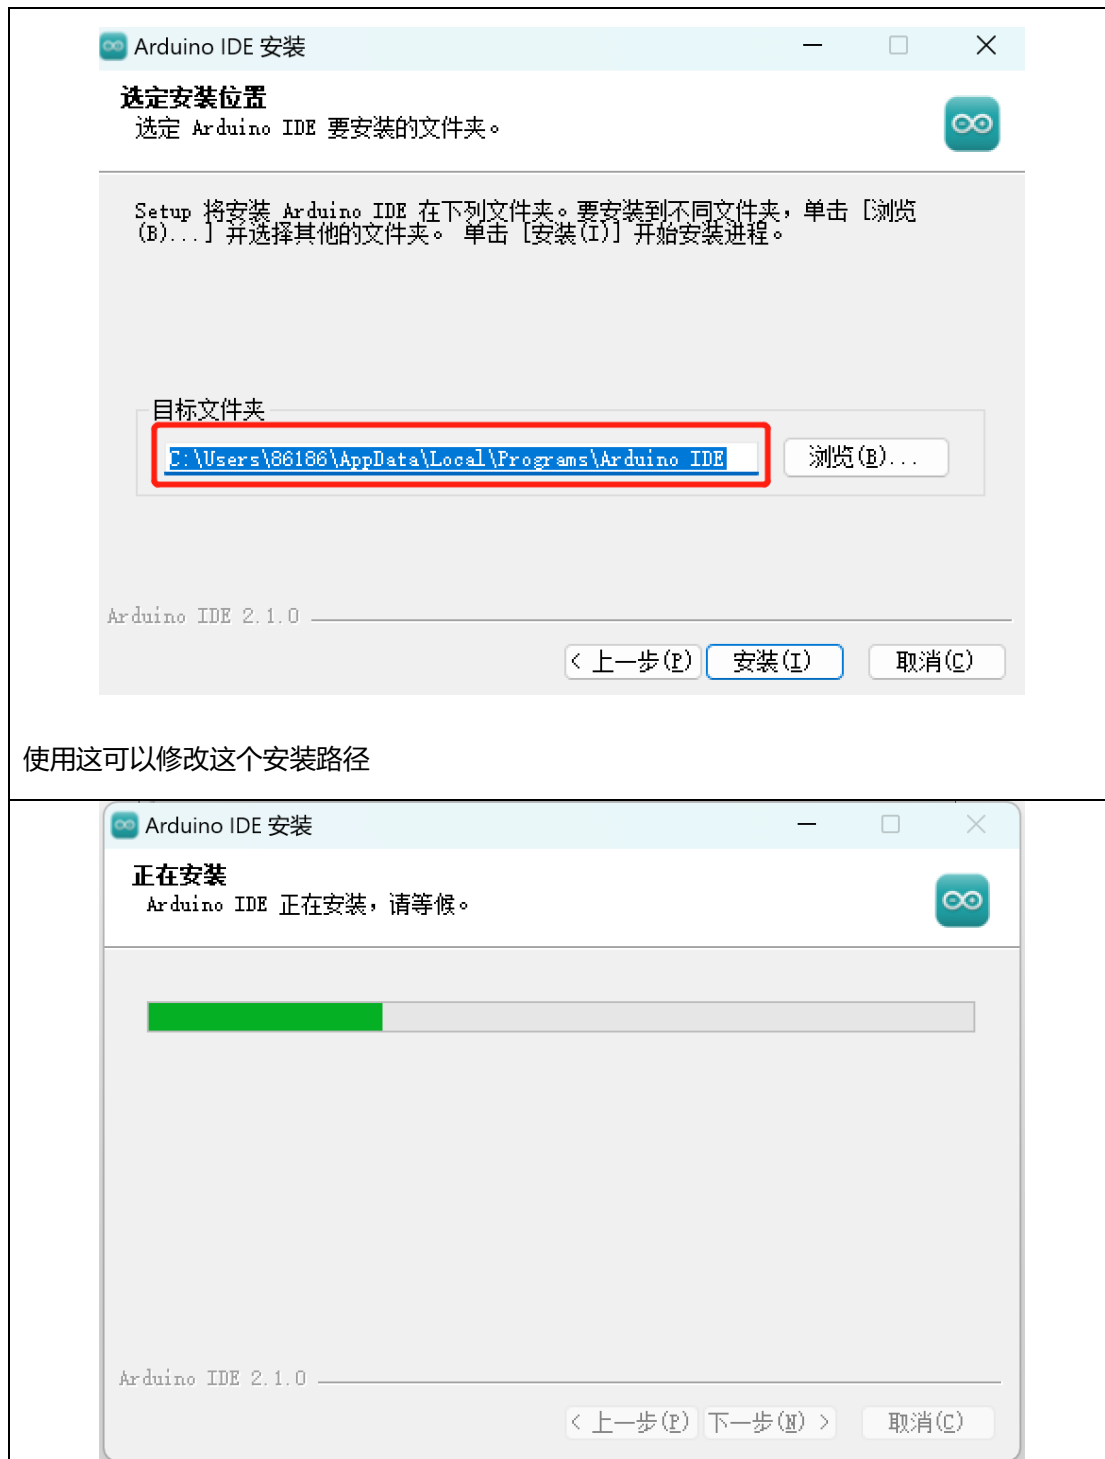 Arduino IDE 安装
选定安装位置
选定 Arduino IDE 要安装的文件夹。
Setup 将安装 Arduino IDE 在下列文件夹。要安装到不同文件夹，单击 [浏览
(B)...] 并选择其他的文件夹。 单击 [安装(I)] 开始安装进程。
目标文件夹
C:\Users\86186\AppData\Local\Programs\Arduino IDE
浏览(B)...
Arduino IDE 2.1.0
< 上一步(P) 安装(I) 取消(C)
使用这可以修改这个安装路径
Arduino IDE 安装
正在安装
Arduino IDE 正在安装，请等候。
Arduino IDE 2.1.0
< 上一步(P) 下一步(N) > 取消(C)